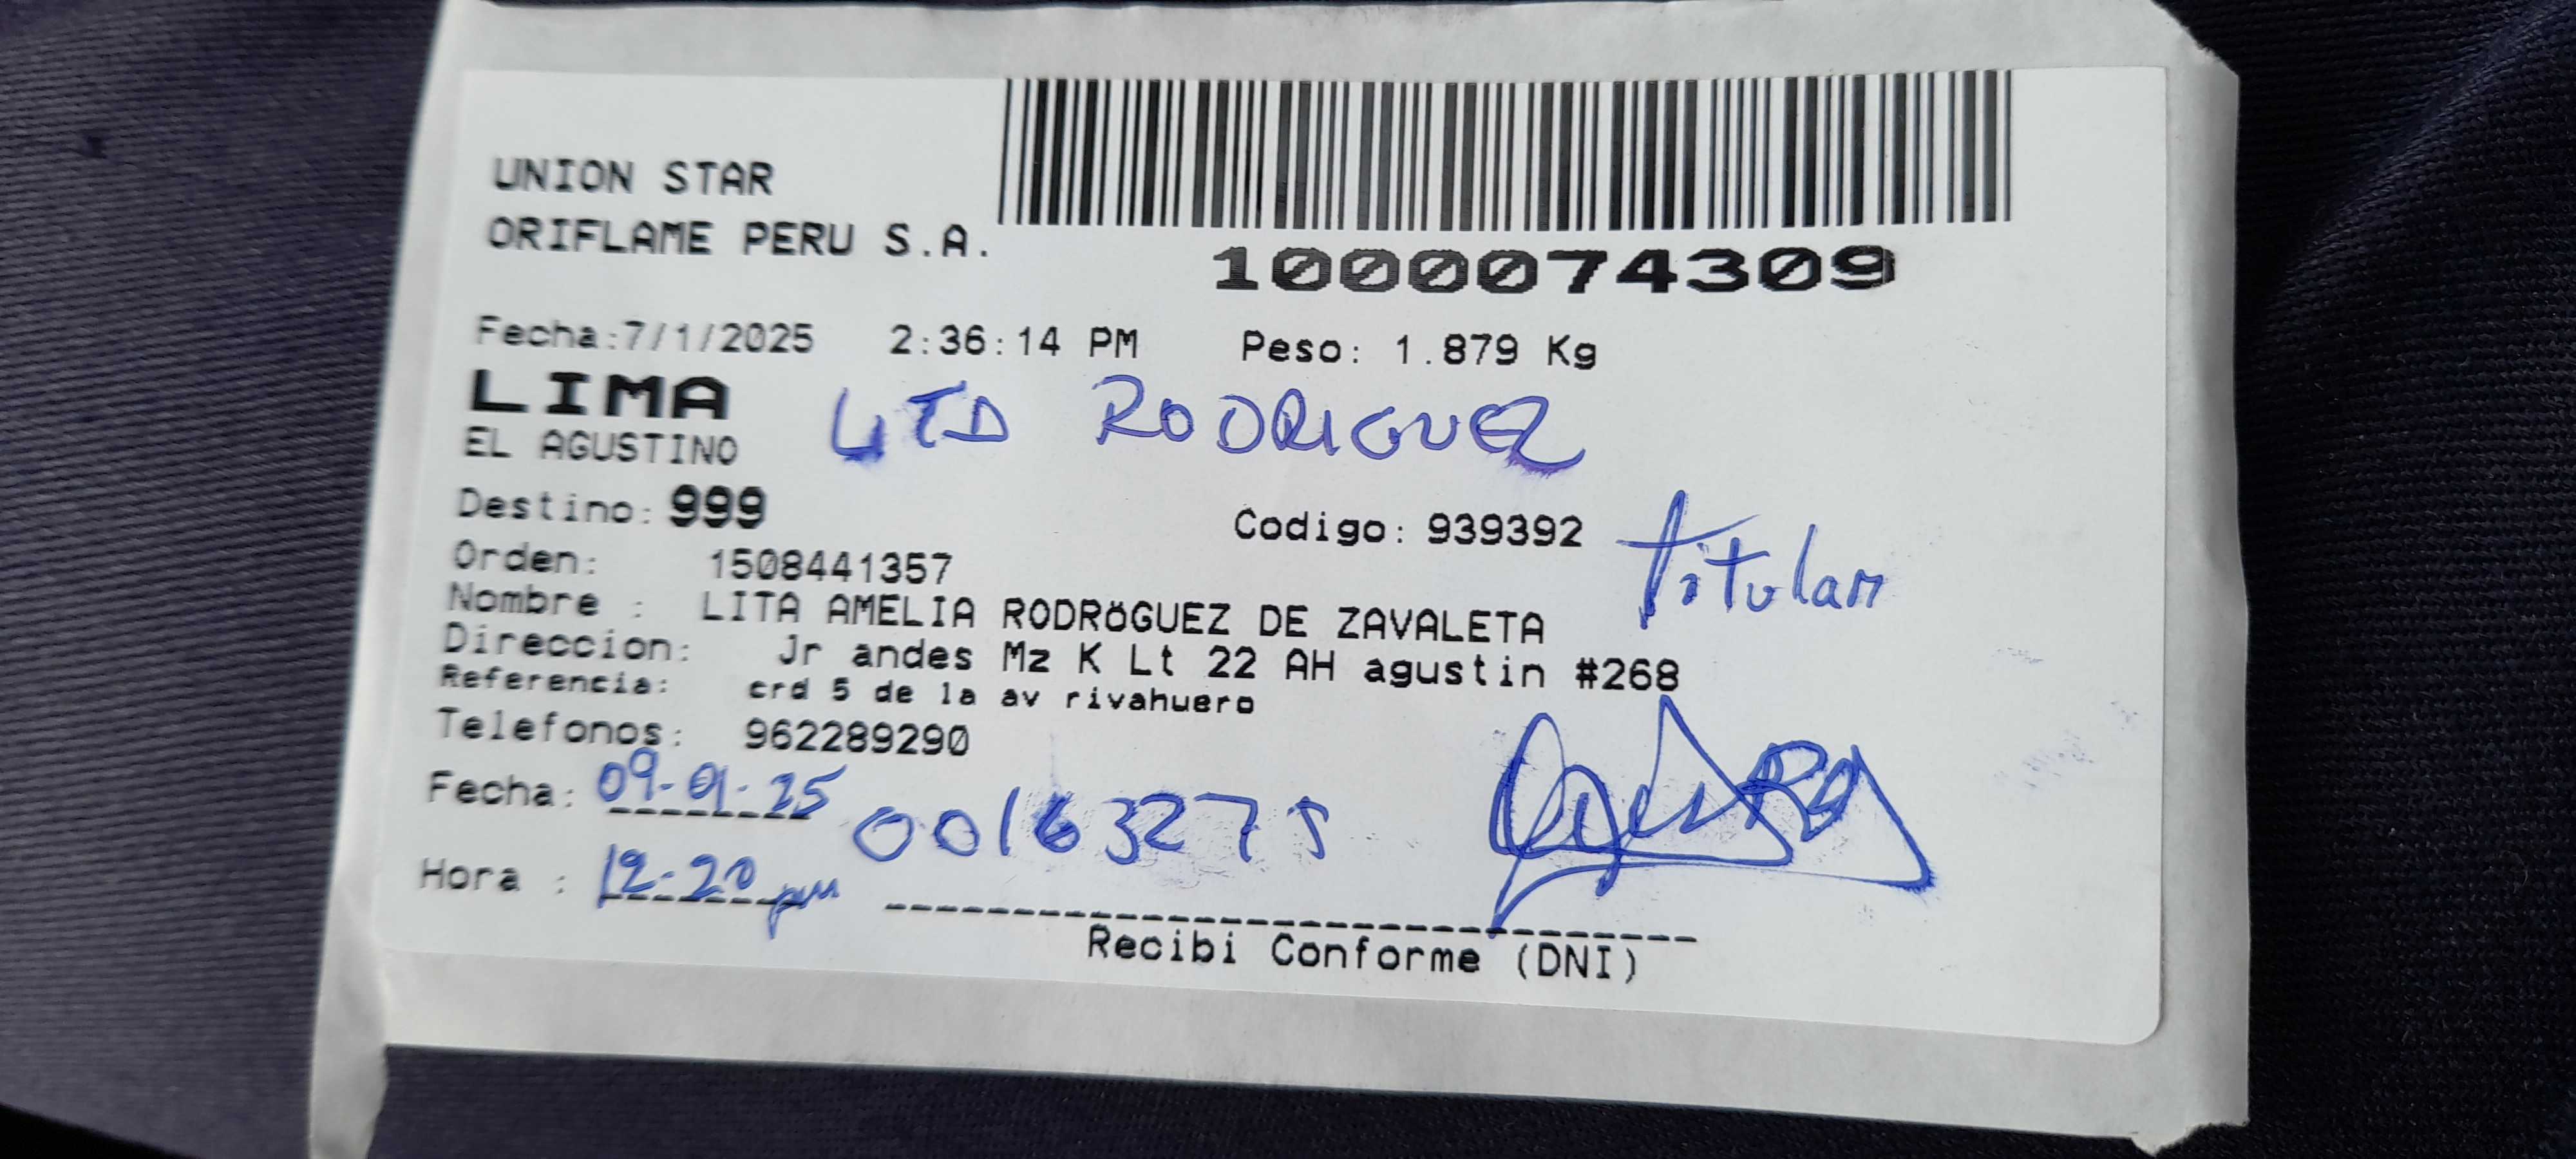 UNION STAR
ORIFLAME PERU S.A.
1000074309
Fecha:7/1/2025 2:36:14 PM Peso: 1.879 Kg
LIMA
EL AGUSTINO
RODRIGUEZ
Destino: 999 Codigo: 939392
Titular
Orden: 1508441357
Nombre : LITA AMELIA RODRöGUEZ DE ZAVALETA
Direccion: Jr andes Mz K Lt 22 AH agustin #268
Referencia: crd 5 de la av rivahuero
Telefonos: 962289290
Fecha: 09-01-25
00163275
Hora : 12-20 pm
Recibi Conforme (DNI)